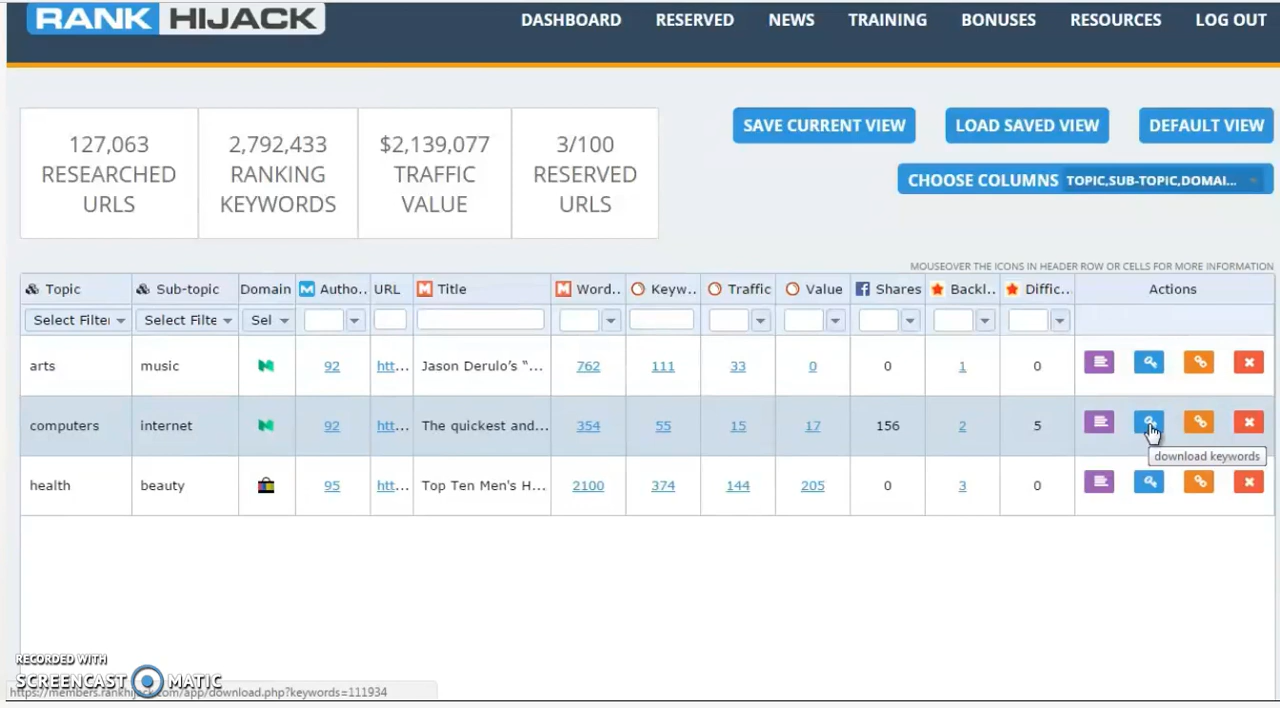 RANK HIJACK
DASHBOARD RESERVED NEWS TRAINING BONUSES RESOURCES LOG OUT
127,063 RESEARCHED URLS
2,792,433 RANKING KEYWORDS
$2,139,077 TRAFFIC VALUE
3/100 RESERVED URLS
SAVE CURRENT VIEW LOAD SAVED VIEW DEFAULT VIEW
CHOOSE COLUMNS TOPIC,SUB-TOPIC,DOMAI...
MOUSEOVER THE ICONS IN HEADER ROW OR CELLS FOR MORE INFORMATION
Topic Sub-topic Domain Autho.. URL Title Word.. Keyw.. Traffic Value Shares Backl.. Diffic.. Actions
Select Filter Select Filte Sel
arts music 92 htt... Jason Derulo’s “... 762 111 33 0 0 1 0
computers internet 92 htt... The quickest and... 354 55 15 17 156 2 5
download keywords
health beauty 95 htt... Top Ten Men's H... 2100 374 144 205 0 3 0
RECORDED WITH
SCREENCAST MATIC
https://members.rankhijack.com/app/download.php?keywords=111934